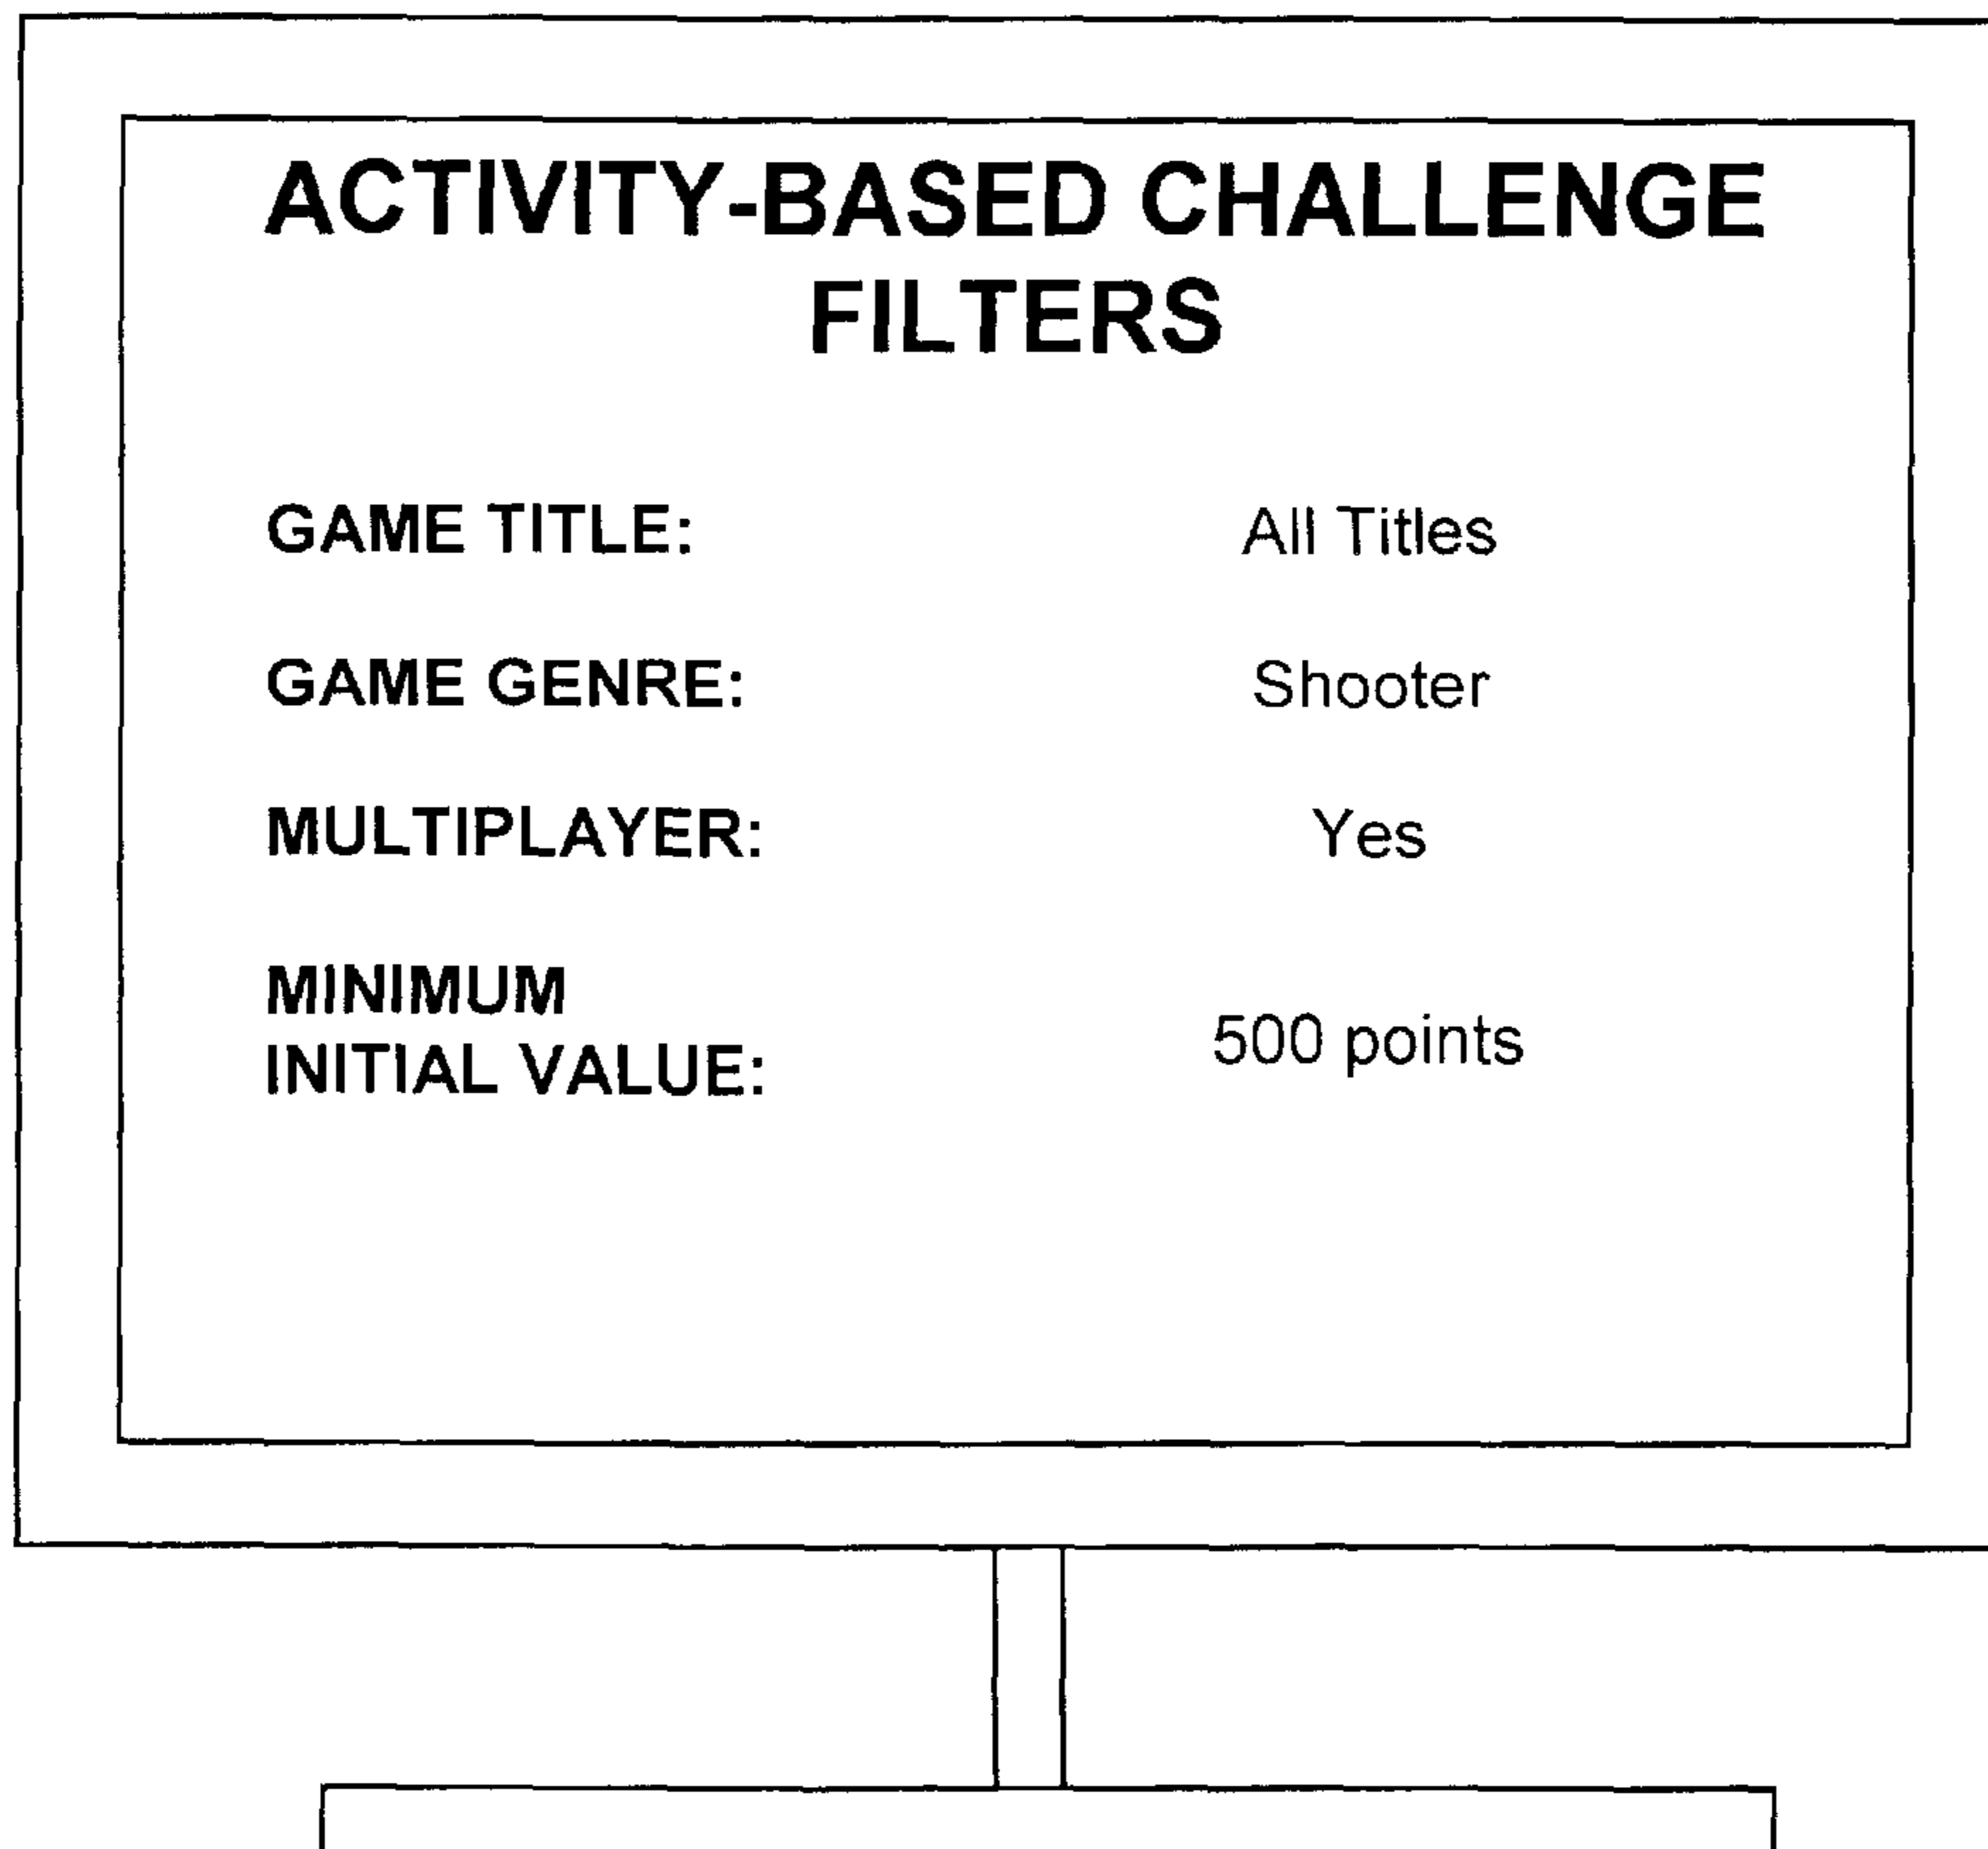 ACTIVITY-BASED CHALLENGE
FILTERS
GAME TITLE: All Titles
GAME GENRE: Shooter
MULTIPLAYER: Yes
MINIMUM
INITIAL VALUE: 500 points